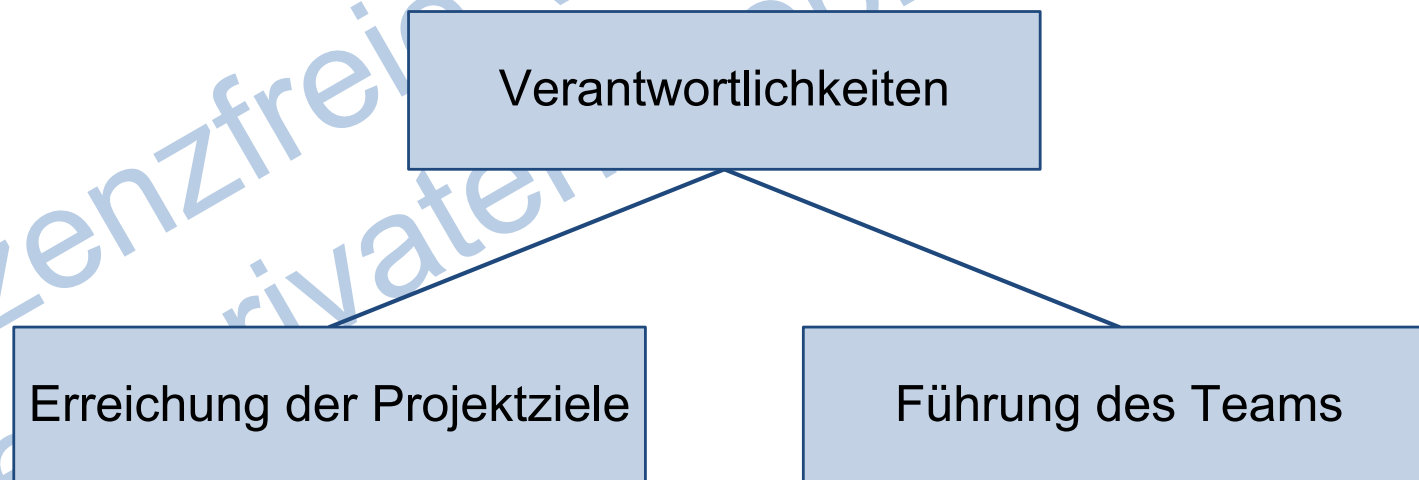 Verantwortlichkeiten
Erreichung der Projektziele
Führung des Teams